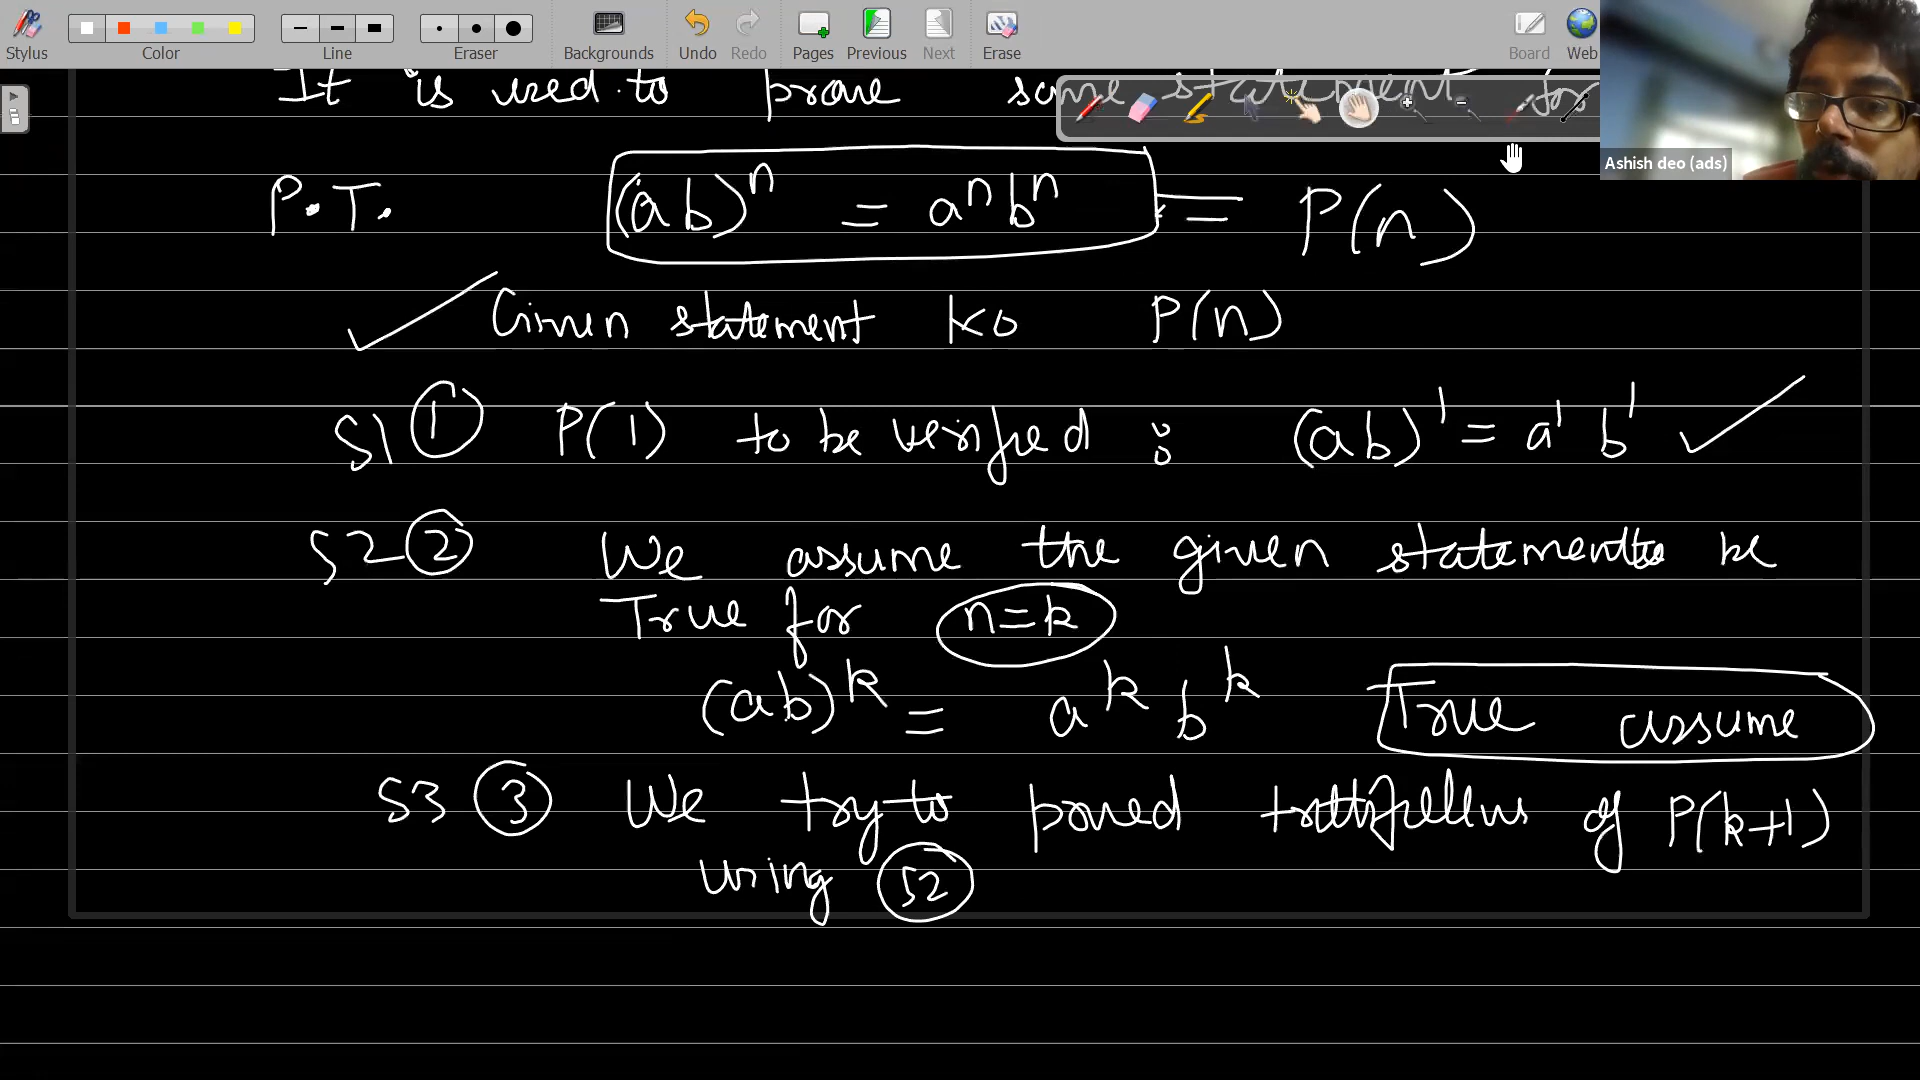 Stylus Color Line Eraser Backgrounds Undo Redo Pages Previous Next Erase Board Web
It is used to prove some statement for
Ashish deo (ads)
P.T. (ab)^n = a^n b^n = P(n)
Given statement ko P(n)
S1 ① P(1) to be verified : (ab)^1 = a^1 b^1 ✓
S2 ② We assume the given statement to be
True for n=k
(ab)^k = a^k b^k True assume
S3 ③ We try to proved of P(k+1)
using S2